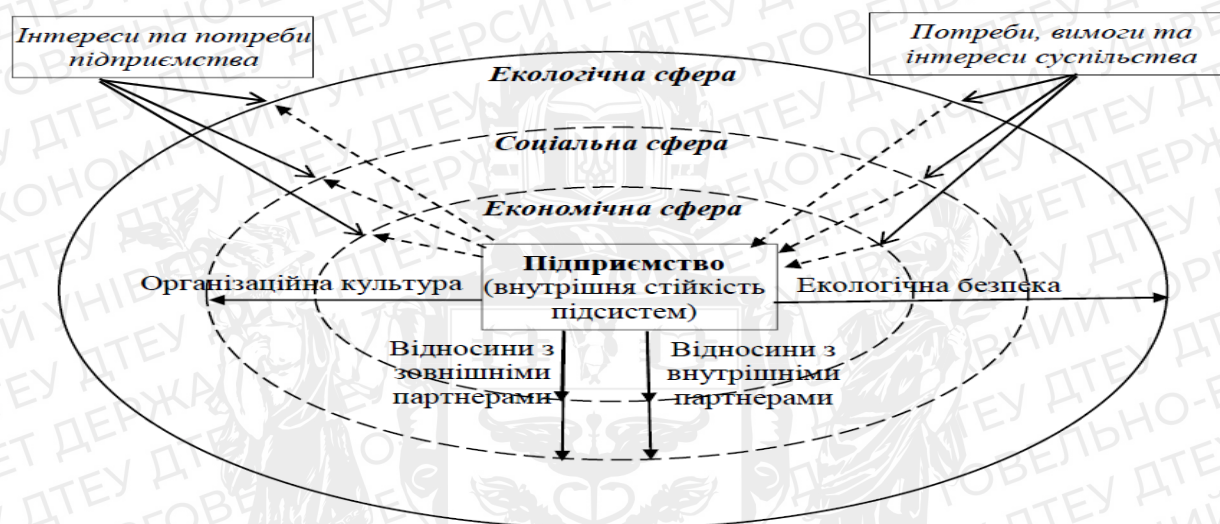 Інтереси та потреби
підприємства
Потреби, вимоги та
інтереси суспільства
Екологічна сфера
Соціальна сфера
Економічна сфера
Підприємство
(внутрішня стійкість
підсистем)
Організаційна культура
Екологічна безпека
Відносини з
зовнішніми
партнерами
Відносини з
внутрішніми
партнерами